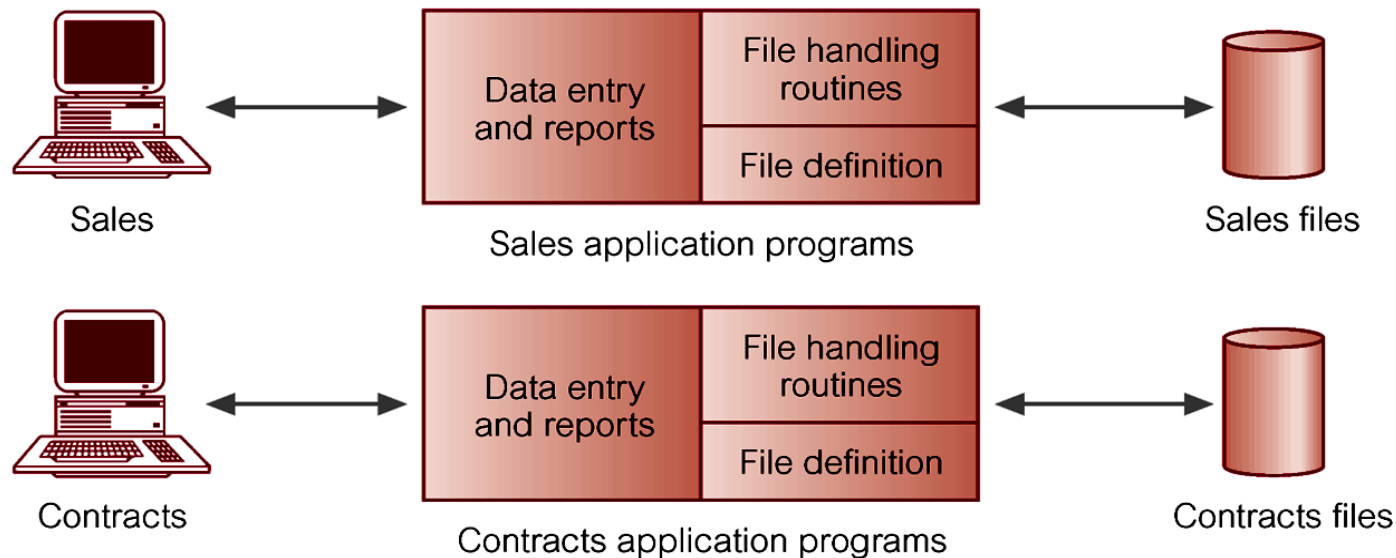 Data entry
and reports
File handling
routines
File definition
Sales
Sales application programs
Sales files
Data entry
and reports
File handling
routines
File definition
Contracts
Contracts application programs
Contracts files